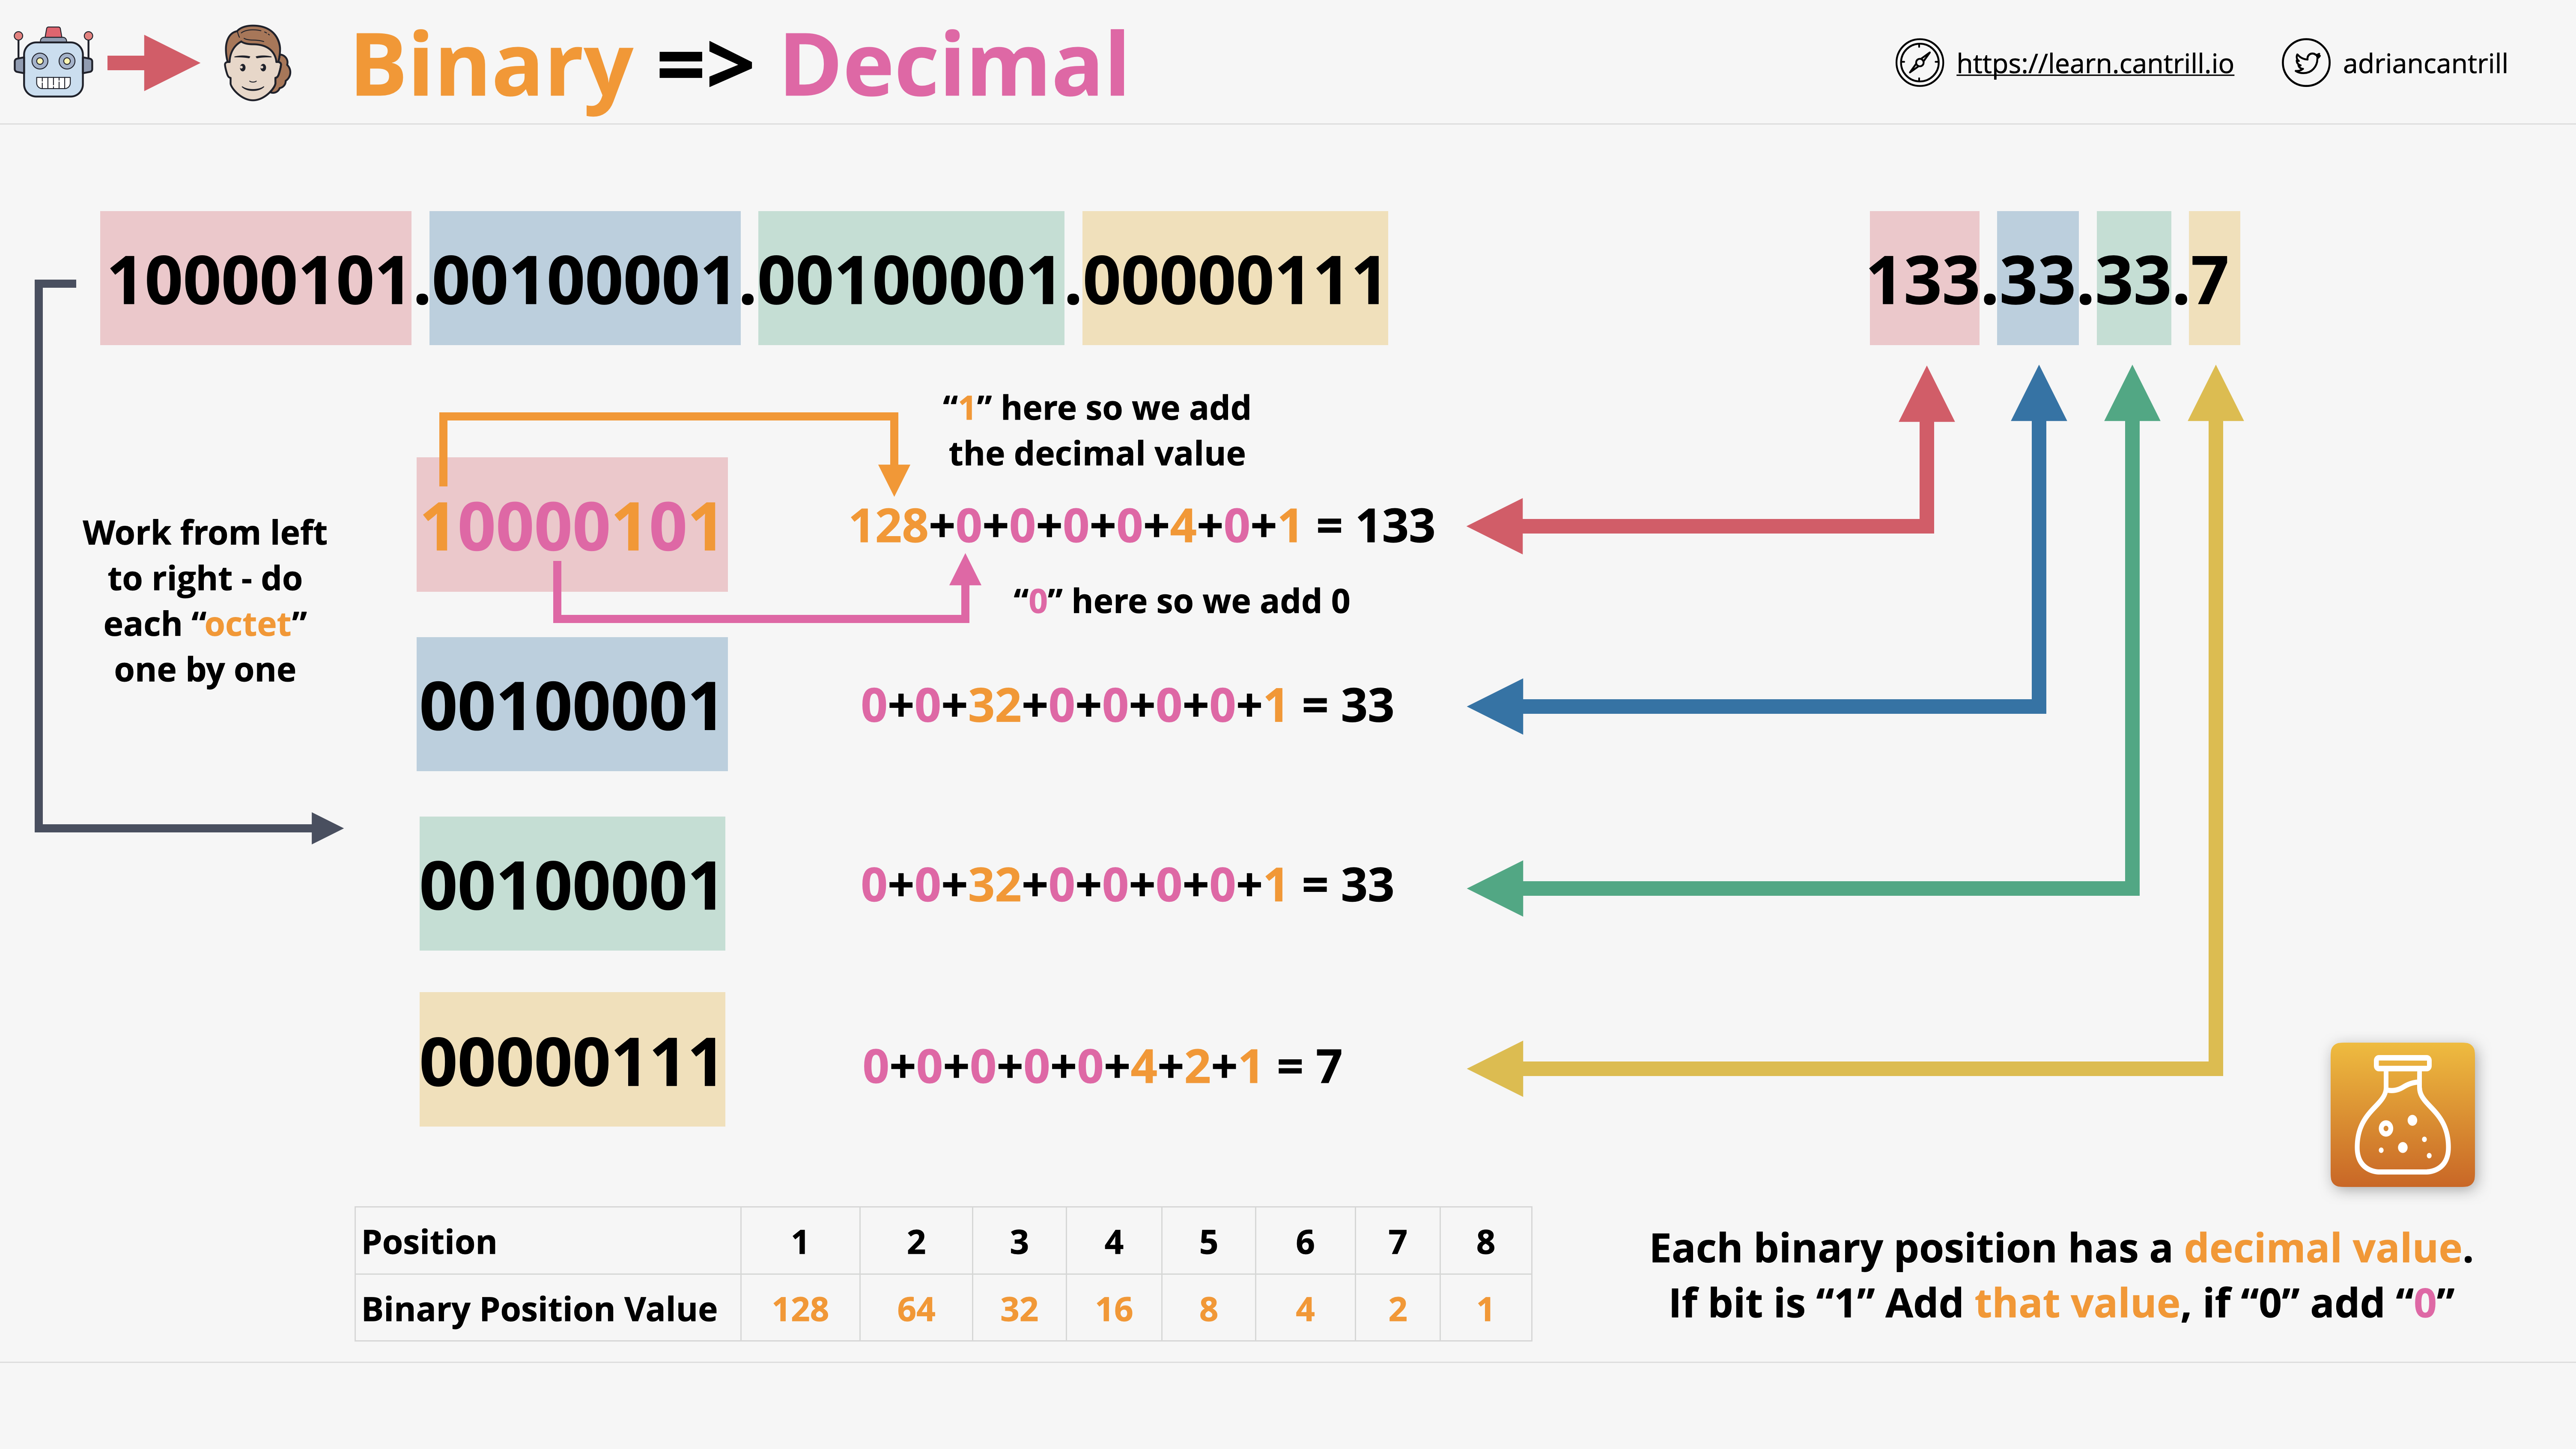 Binary => Decimal
https://learn.cantrill.io
adriancantrill
10000101.00100001.00100001.00000111
133.33.33.7
“1” here so we add
the decimal value
10000101
128+0+0+0+0+4+0+1 = 133
“0” here so we add 0
Work from left
to right - do
each “octet”
one by one
00100001
0+0+32+0+0+0+0+1 = 33
00100001
0+0+32+0+0+0+0+1 = 33
00000111
0+0+0+0+0+4+2+1 = 7
Position 1 2 3 4 5 6 7 8
Binary Position Value 128 64 32 16 8 4 2 1
Each binary position has a decimal value.
If bit is “1” Add that value, if “0” add “0”